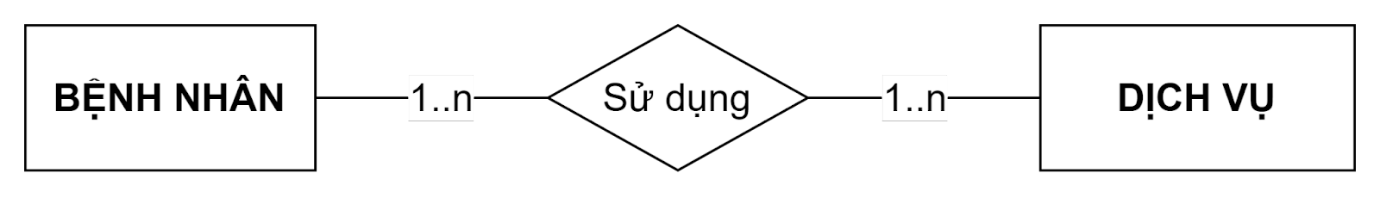 BỆNH NHÂN 1..n Sử dụng 1..n DỊCH VỤ